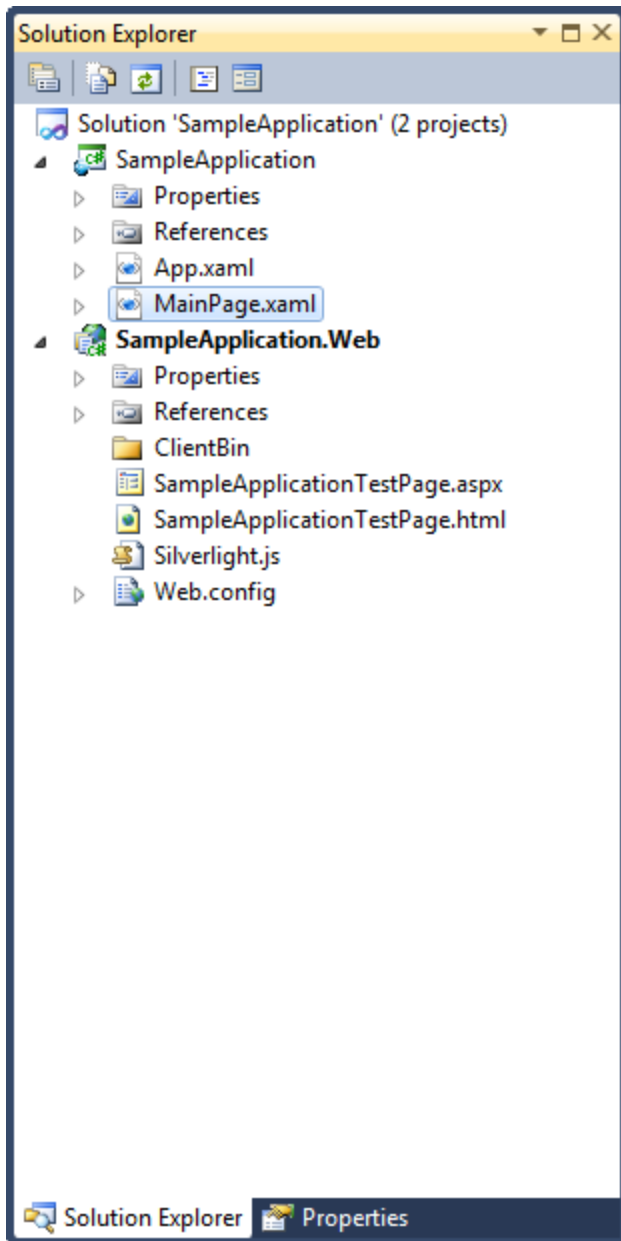 Solution Explorer
Solution 'SampleApplication' (2 projects)
SampleApplication
Properties
References
App.xaml
MainPage.xaml
SampleApplication.Web
Properties
References
ClientBin
SampleApplicationTestPage.aspx
SampleApplicationTestPage.html
Silverlight.js
Web.config
Solution Explorer Properties